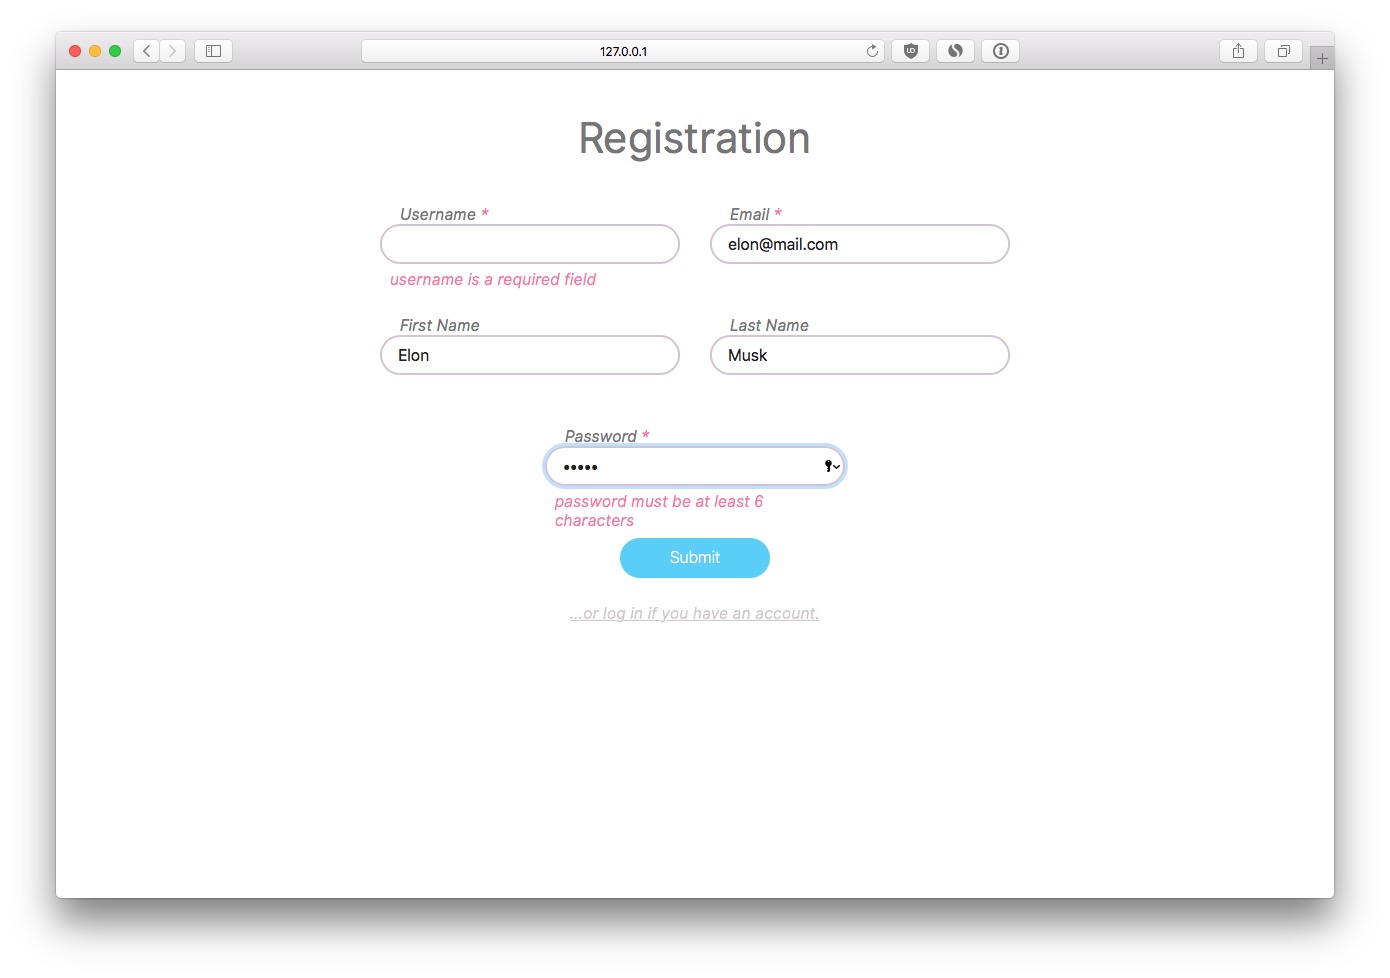 127.0.0.1
Registration
Username *
Email *
elon@mail.com
username is a required field
First Name
Last Name
Elon
Musk
Password *
•••••
password must be at least 6
characters
Submit
...or log in if you have an account.